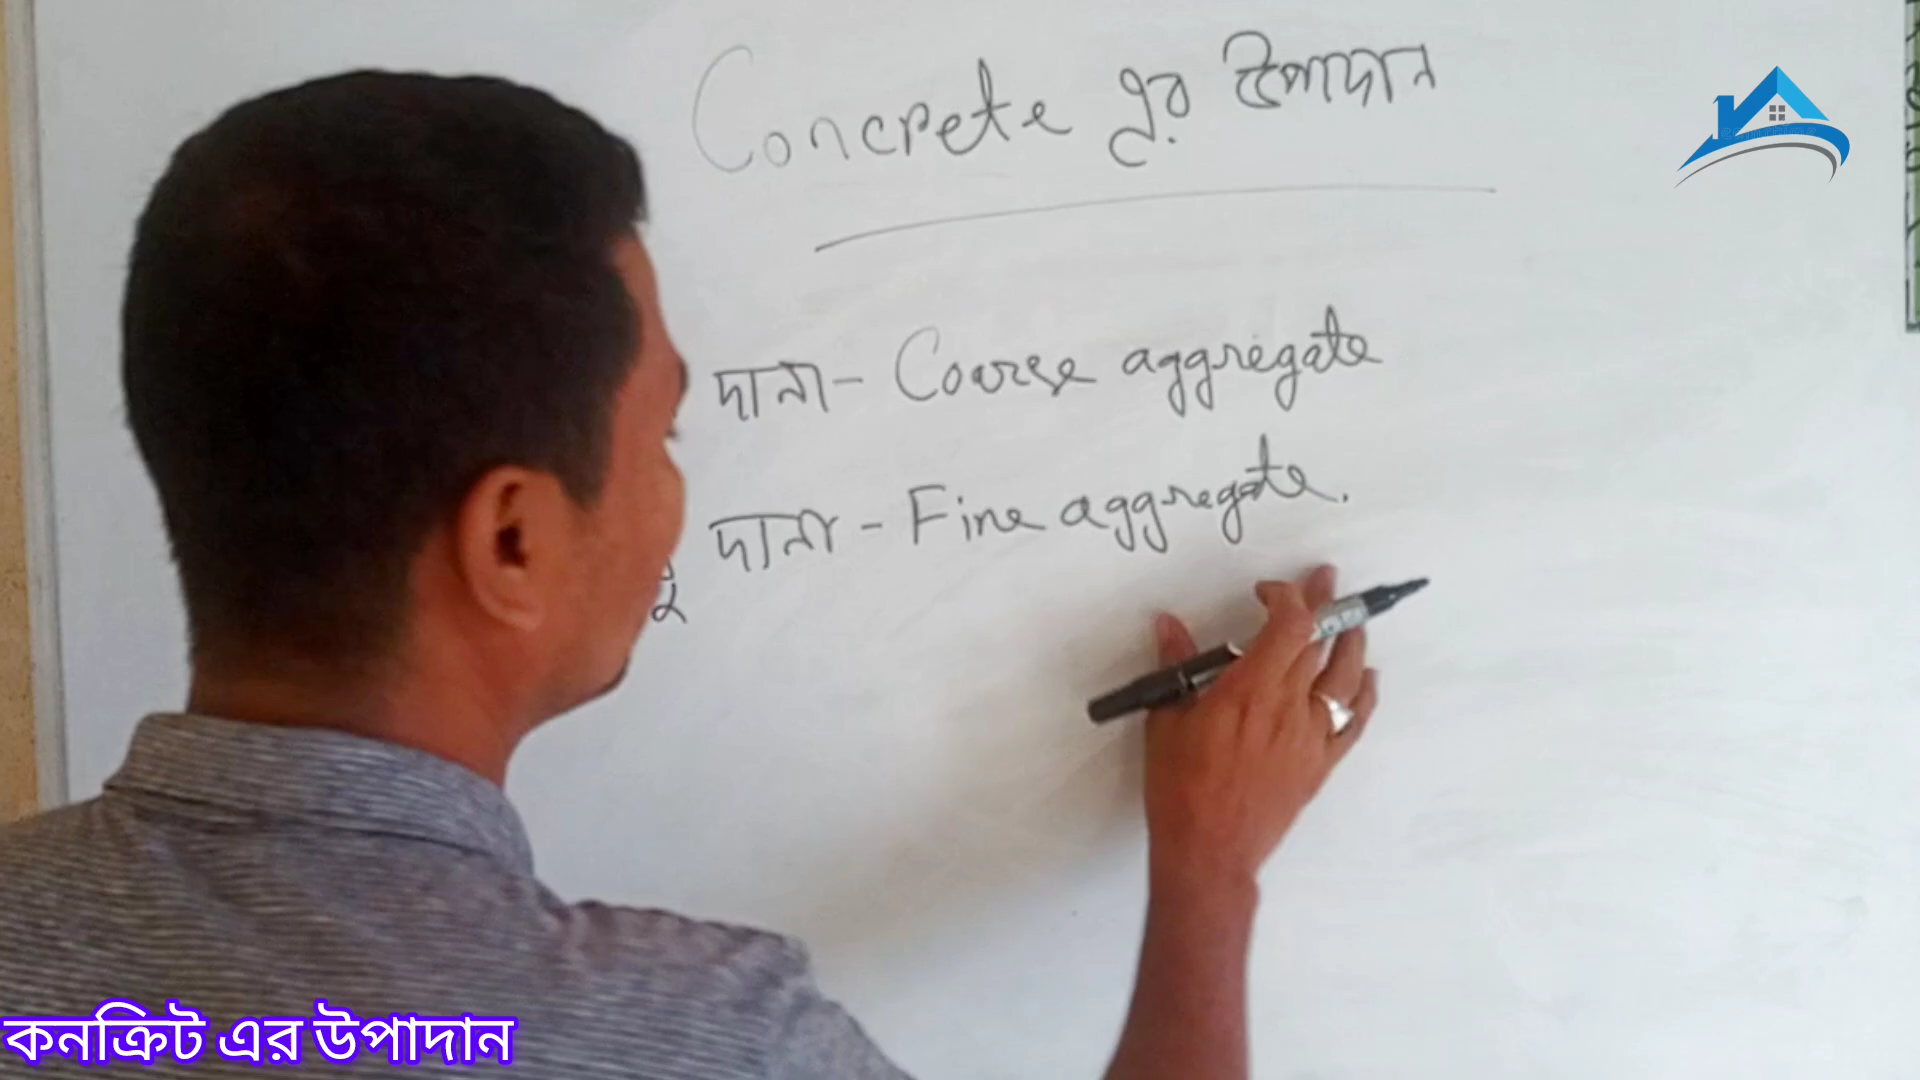 Concrete এর উপাদান
দানা - Coarse aggregate
দানা - Fine aggregate.
কনক্রিট এর উপাদান